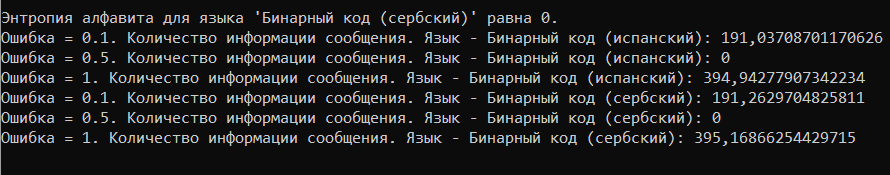 Энтропия алфавита для языка 'Бинарный код (сербский)' равна 0.
Ошибка = 0.1. Количество информации сообщения. Язык - Бинарный код (испанский): 191,03708701170626
Ошибка = 0.5. Количество информации сообщения. Язык - Бинарный код (испанский): 0
Ошибка = 1. Количество информации сообщения. Язык - Бинарный код (испанский): 394,94277907342234
Ошибка = 0.1. Количество информации сообщения. Язык - Бинарный код (сербский): 191,2629704825811
Ошибка = 0.5. Количество информации сообщения. Язык - Бинарный код (сербский): 0
Ошибка = 1. Количество информации сообщения. Язык - Бинарный код (сербский): 395,16866254429715